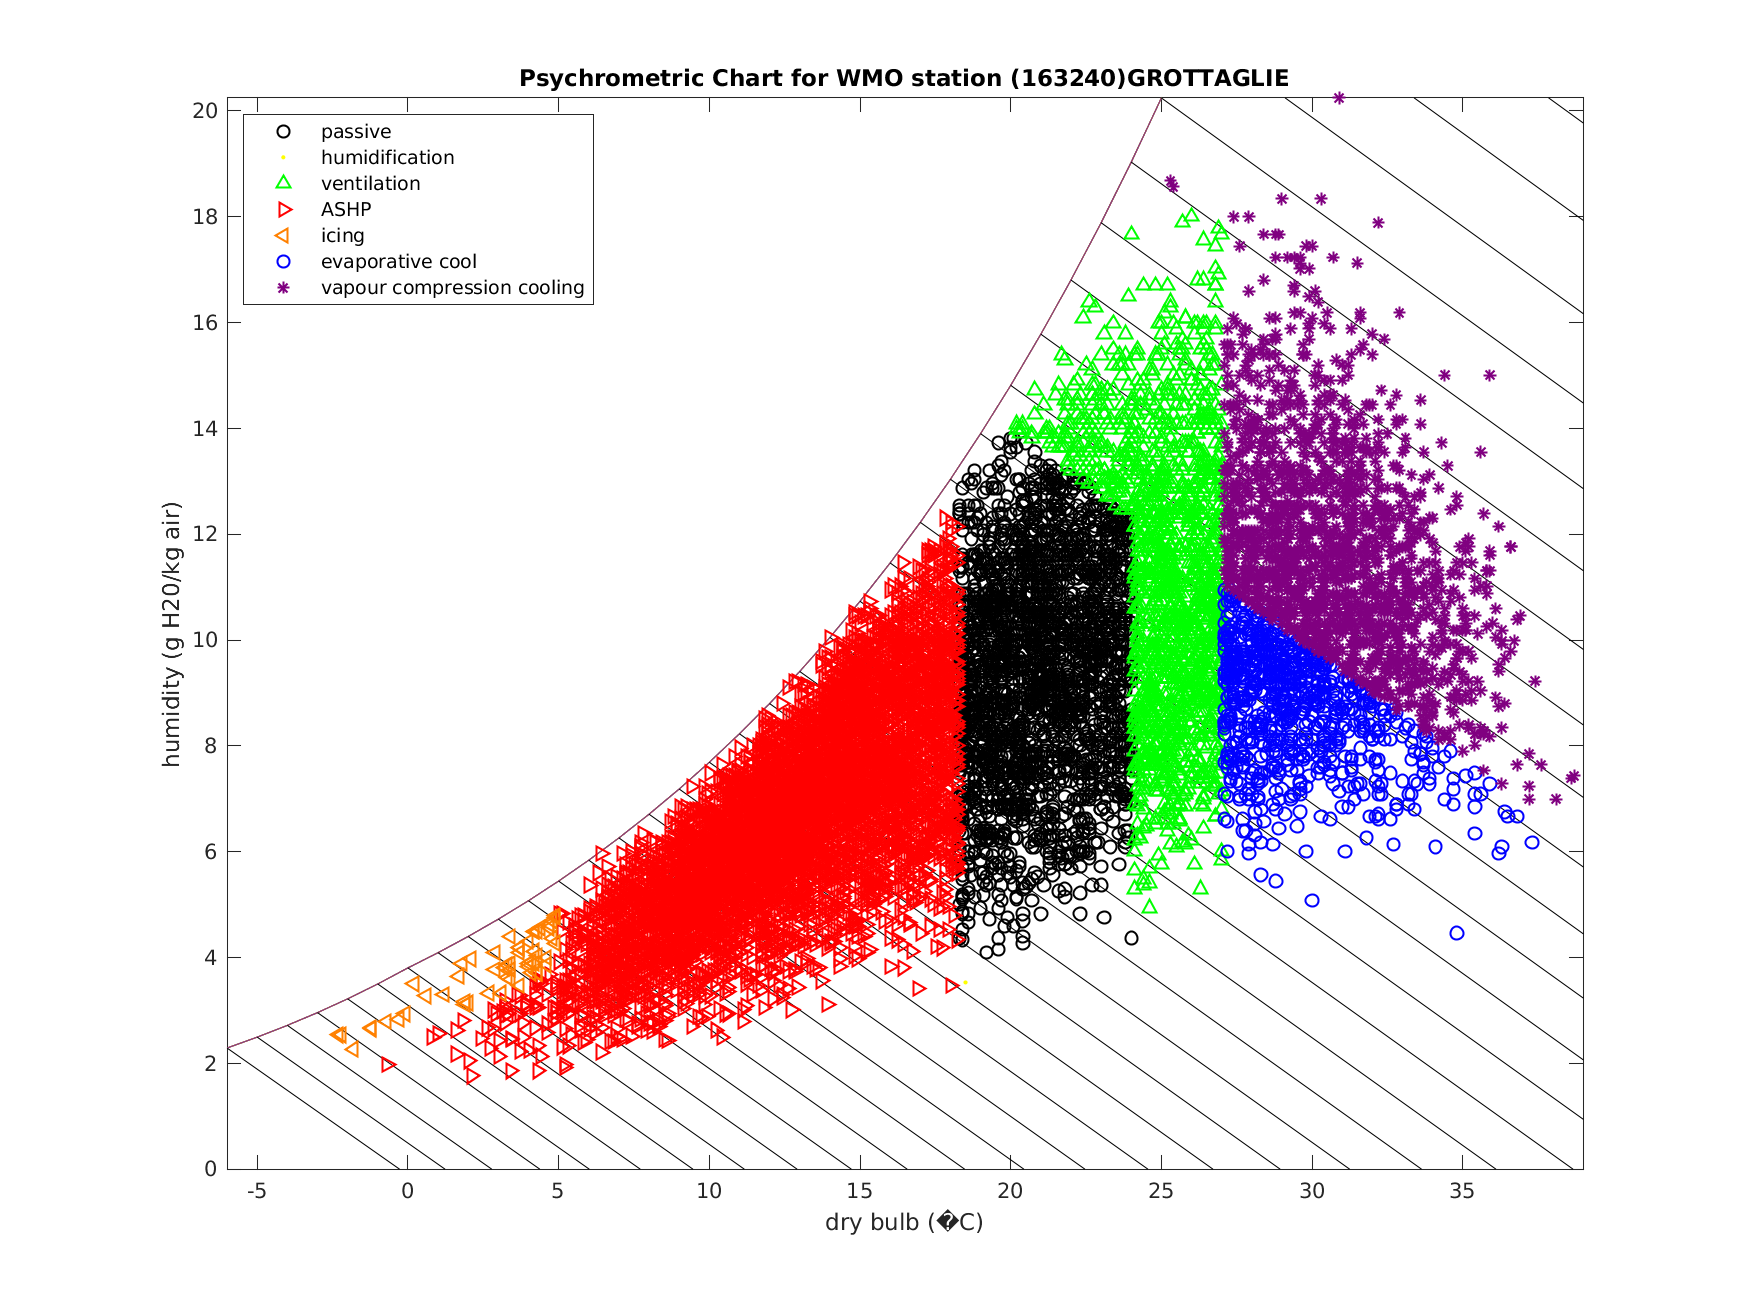 Psychrometric Chart for WMO station (163240)GROTTAGLIE
passive
humidification
ventilation
ASHP
icing
evaporative cool
vapour compression cooling
humidity (g H20/kg air)
20
18
16
14
12
10
8
6
4
2
0
-5 0 5 10 15 20 25 30 35
dry bulb (�C)